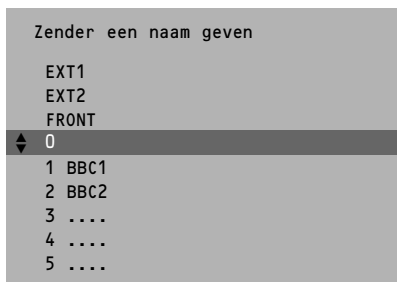 Zender een naam geven
EXT1
EXT2
FRONT
0
1 BBC1
2 BBC2
3 ....
4 ....
5 ....